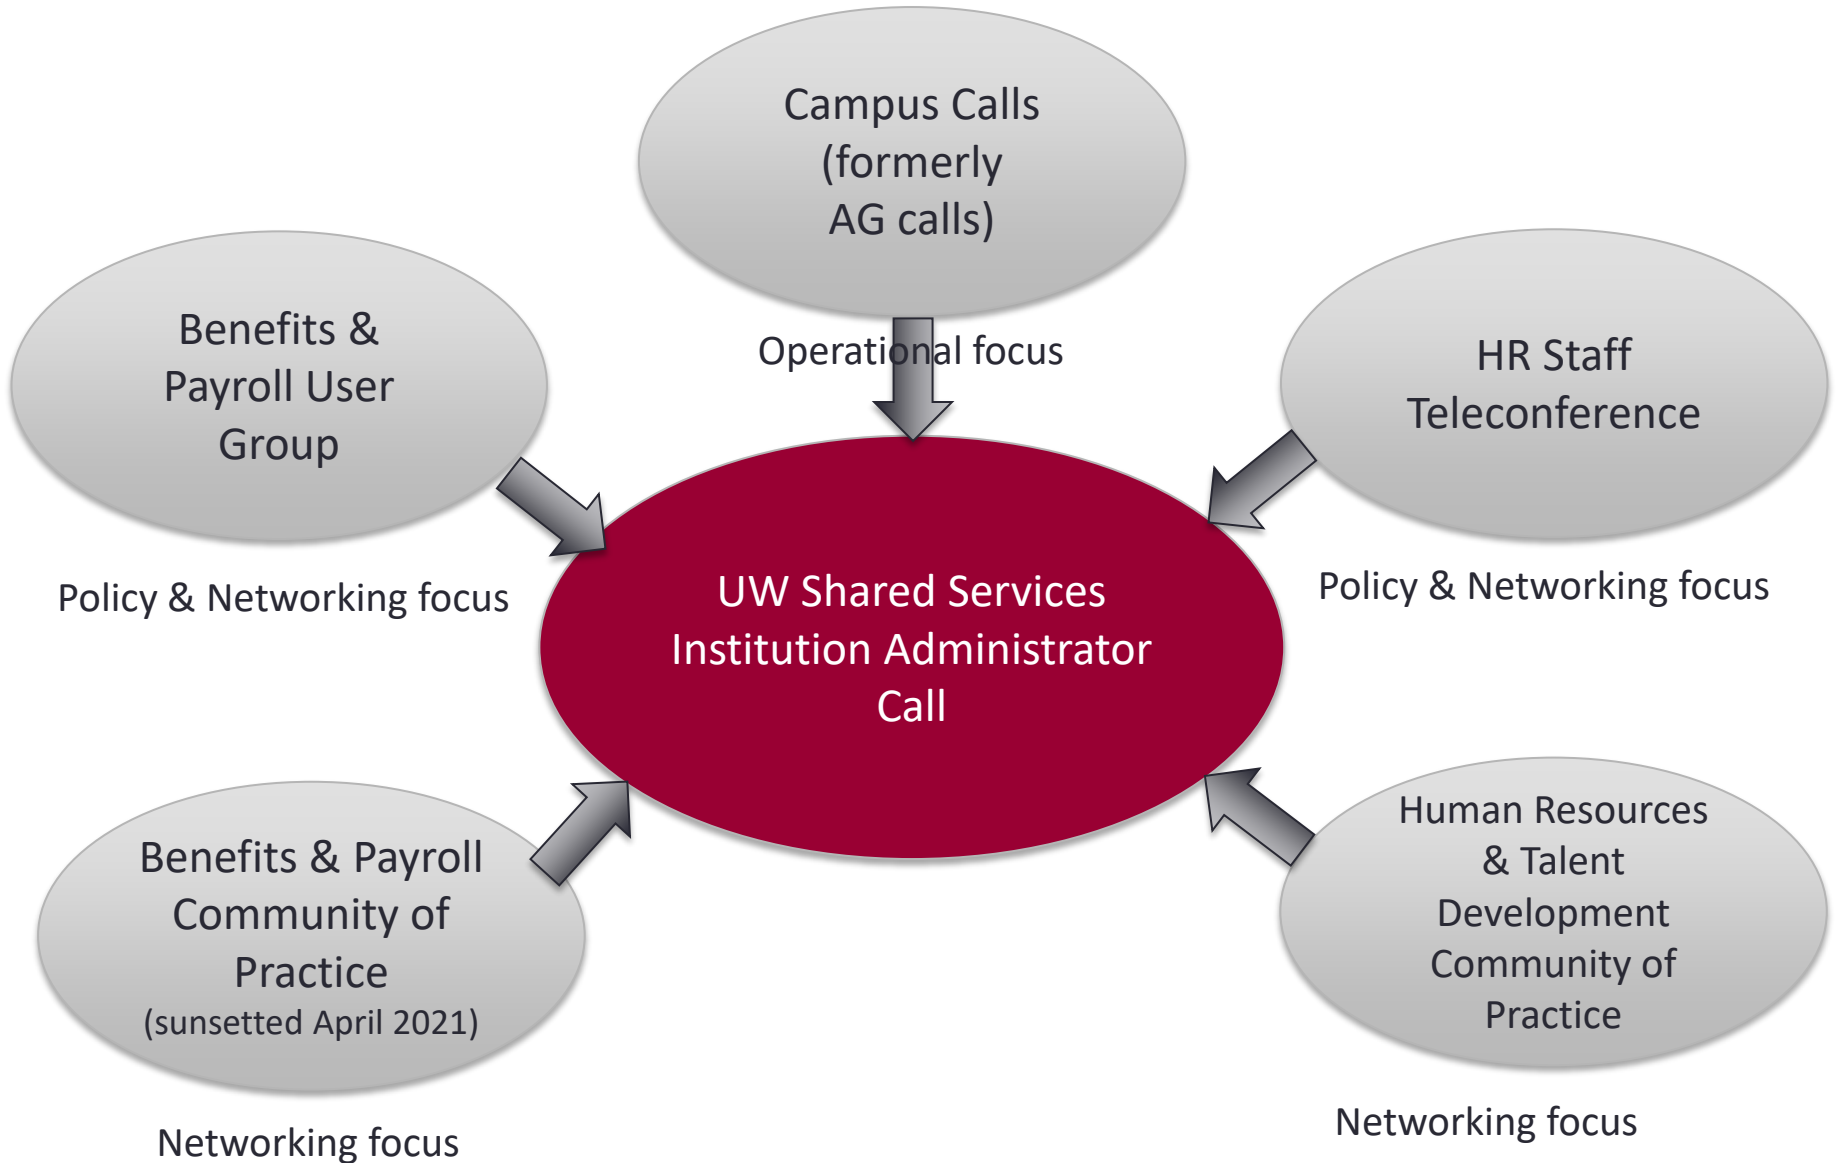 Campus Calls
(formerly
AG calls)
Operational focus
Benefits &
Payroll User
Group
Policy & Networking focus
HR Staff
Teleconference
Policy & Networking focus
UW Shared Services
Institution Administrator
Call
Benefits & Payroll
Community of
Practice
(sunsetted April 2021)
Networking focus
Human Resources
& Talent
Development
Community of
Practice
Networking focus